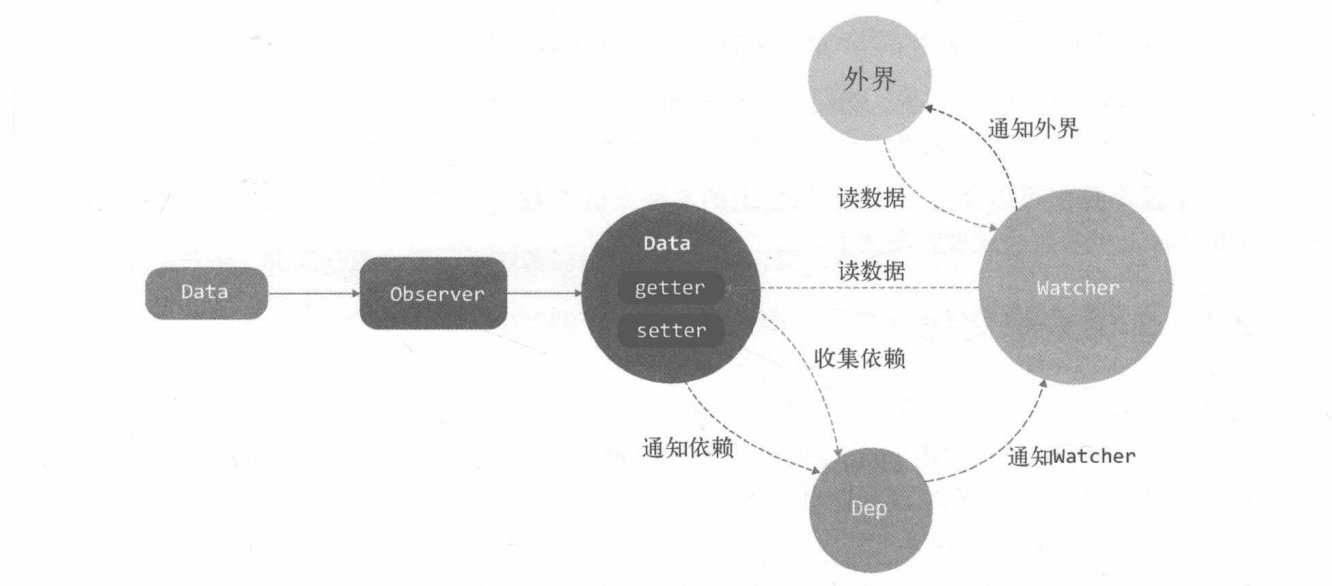 外界
通知外界
读数据
Data
读数据
getter
Data
Observer
Watcher
setter
收集依赖
通知依赖
通知Watcher
Dep